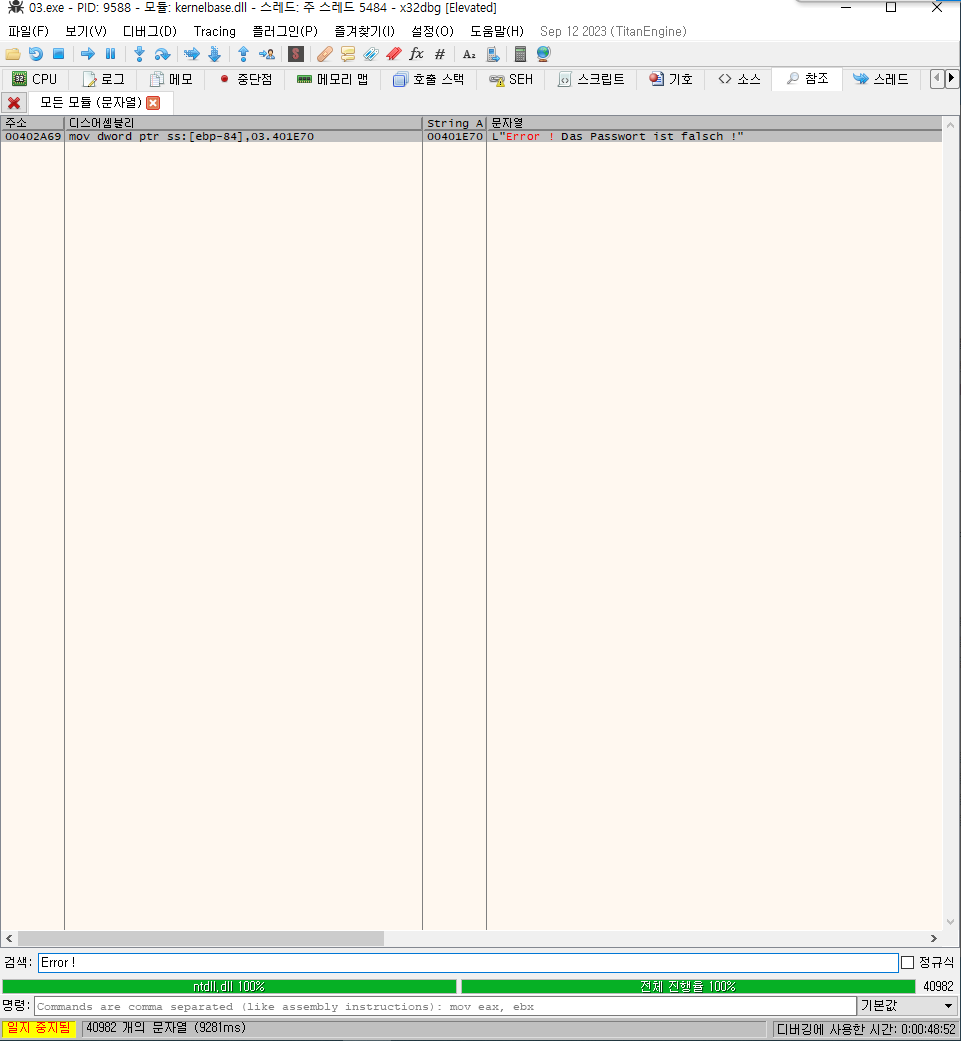 03.exe - PID: 9588 - 모듈: kernelbase.dll - 스레드: 주 스레드 5484 - x32dbg [Elevated]
파일(F) 보기(V) 디버그(D) Tracing 플러그인(P) 즐겨찾기(I) 설정(O) 도움말(H) Sep 12 2023 (TitanEngine)
CPU 로그 메모 중단점 메모리 맵 호출 스택 SEH 스크립트 기호 소스 참조 스레드
모든 모듈 (문자열)
주소 디스어셈블리 String A 문자열
00402A69 mov dword ptr ss:[ebp-84],03.401E70 00401E70 L"Error ! Das Passwort ist falsch !"
검색: Error ! 정규식
ntdll.dll 100% 전체 진행율 100% 40982
명령: Commands are comma separated (like assembly instructions): mov eax, ebx 기본값
일지 중지됨 40982 개의 문자열 (9281ms) 디버깅에 사용한 시간: 0:00:48:52